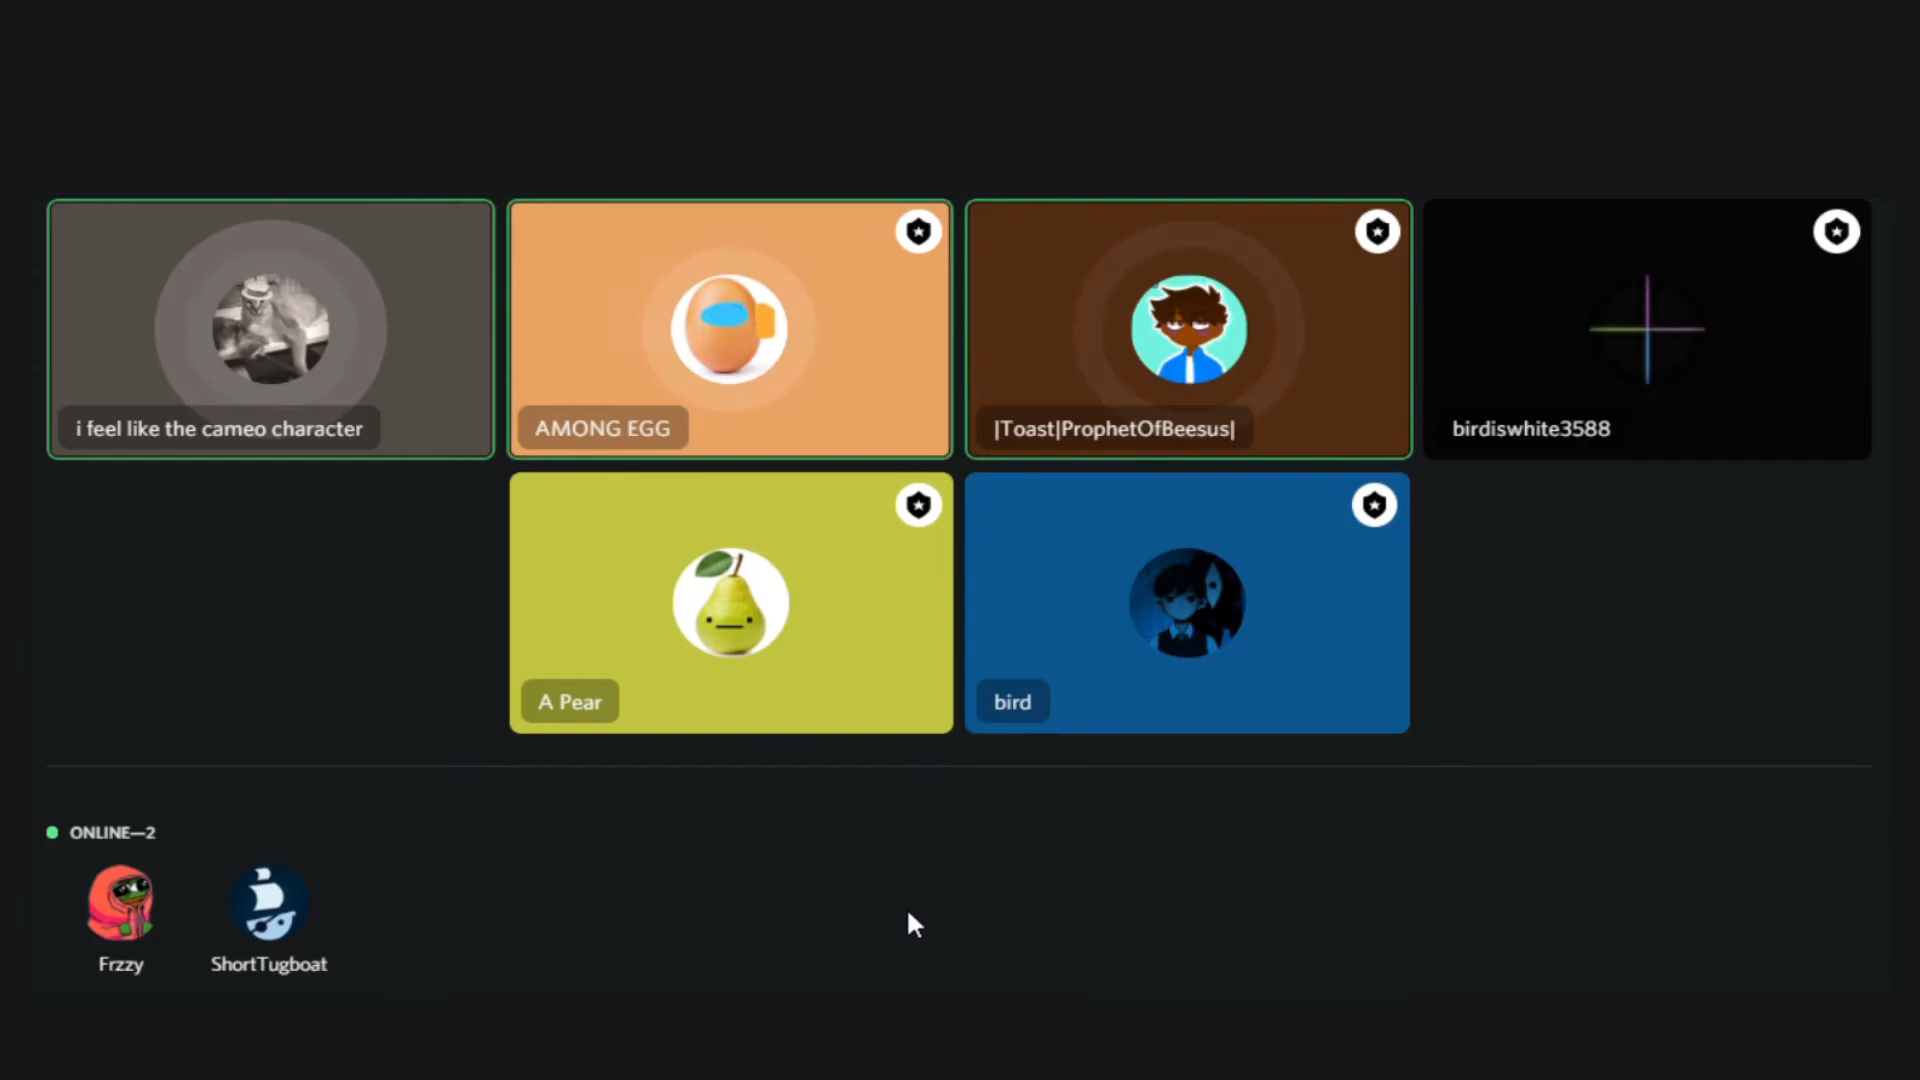 i feel like the cameo character
AMONG EGG
|Toast|ProphetOfBeesus|
birdiswhite3588
A Pear
bird
ONLINE—2
Frzzy
ShortTugboat